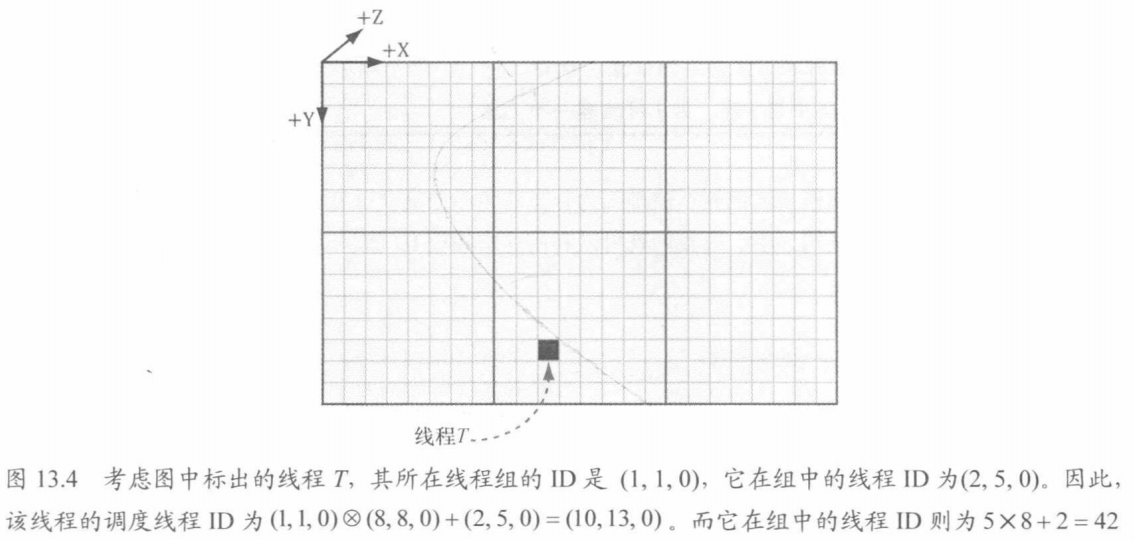 +Z
+X
+Y
线程T
图 13.4 考虑图中标出的线程 T，其所在线程组的 ID 是 (1, 1, 0)，它在组中的线程 ID 为(2, 5, 0)。因此，
该线程的调度线程 ID 为 (1,1,0)⊗(8,8,0)+(2,5,0)=(10,13,0)。而它在组中的线程 ID 则为 5×8+2=42